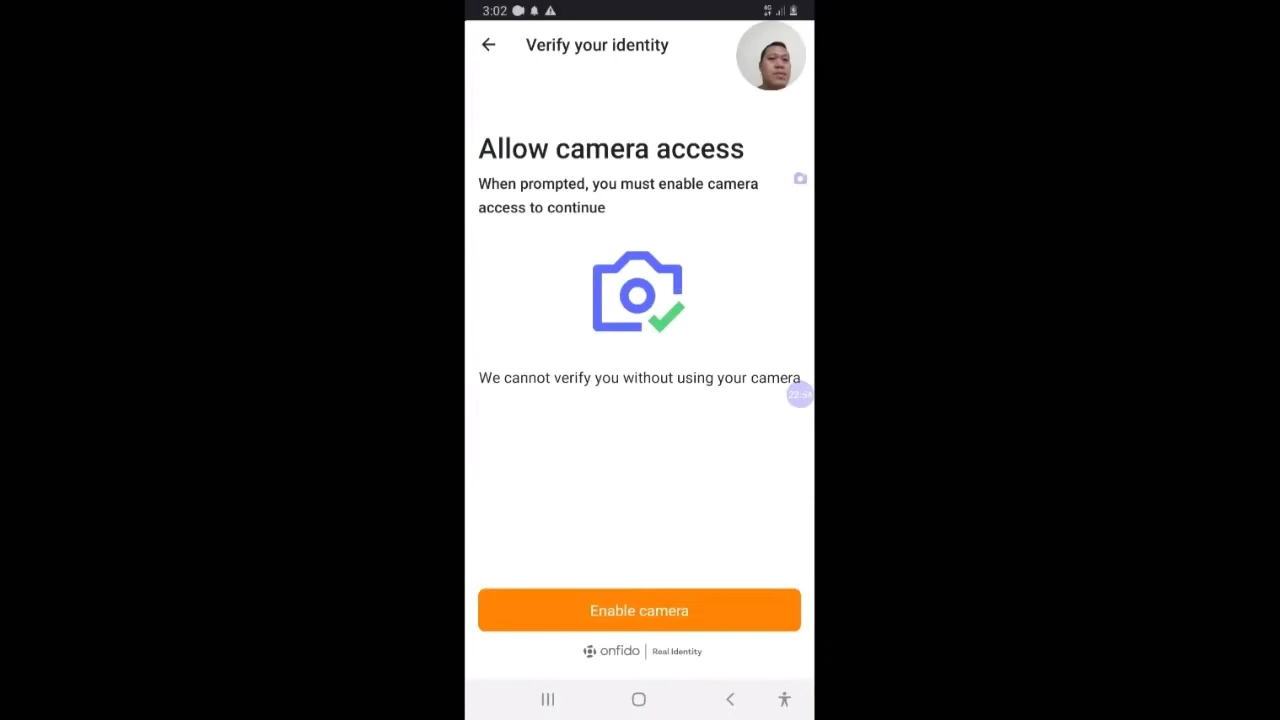 3:02
4G
Verify your identity
Allow camera access
When prompted, you must enable camera
access to continue
We cannot verify you without using your camera
Enable camera
onfido | Real Identity